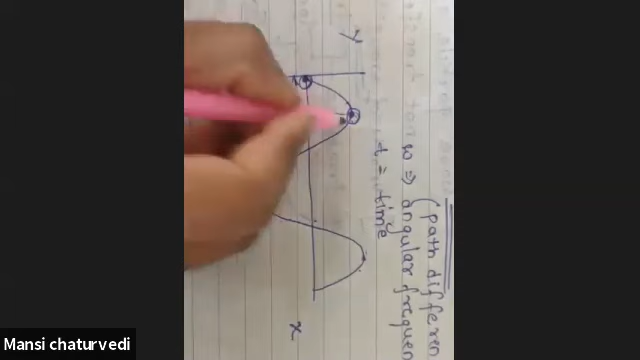 (path differen
w ⇒ angular frequen
t = time
y
x
Mansi chaturvedi